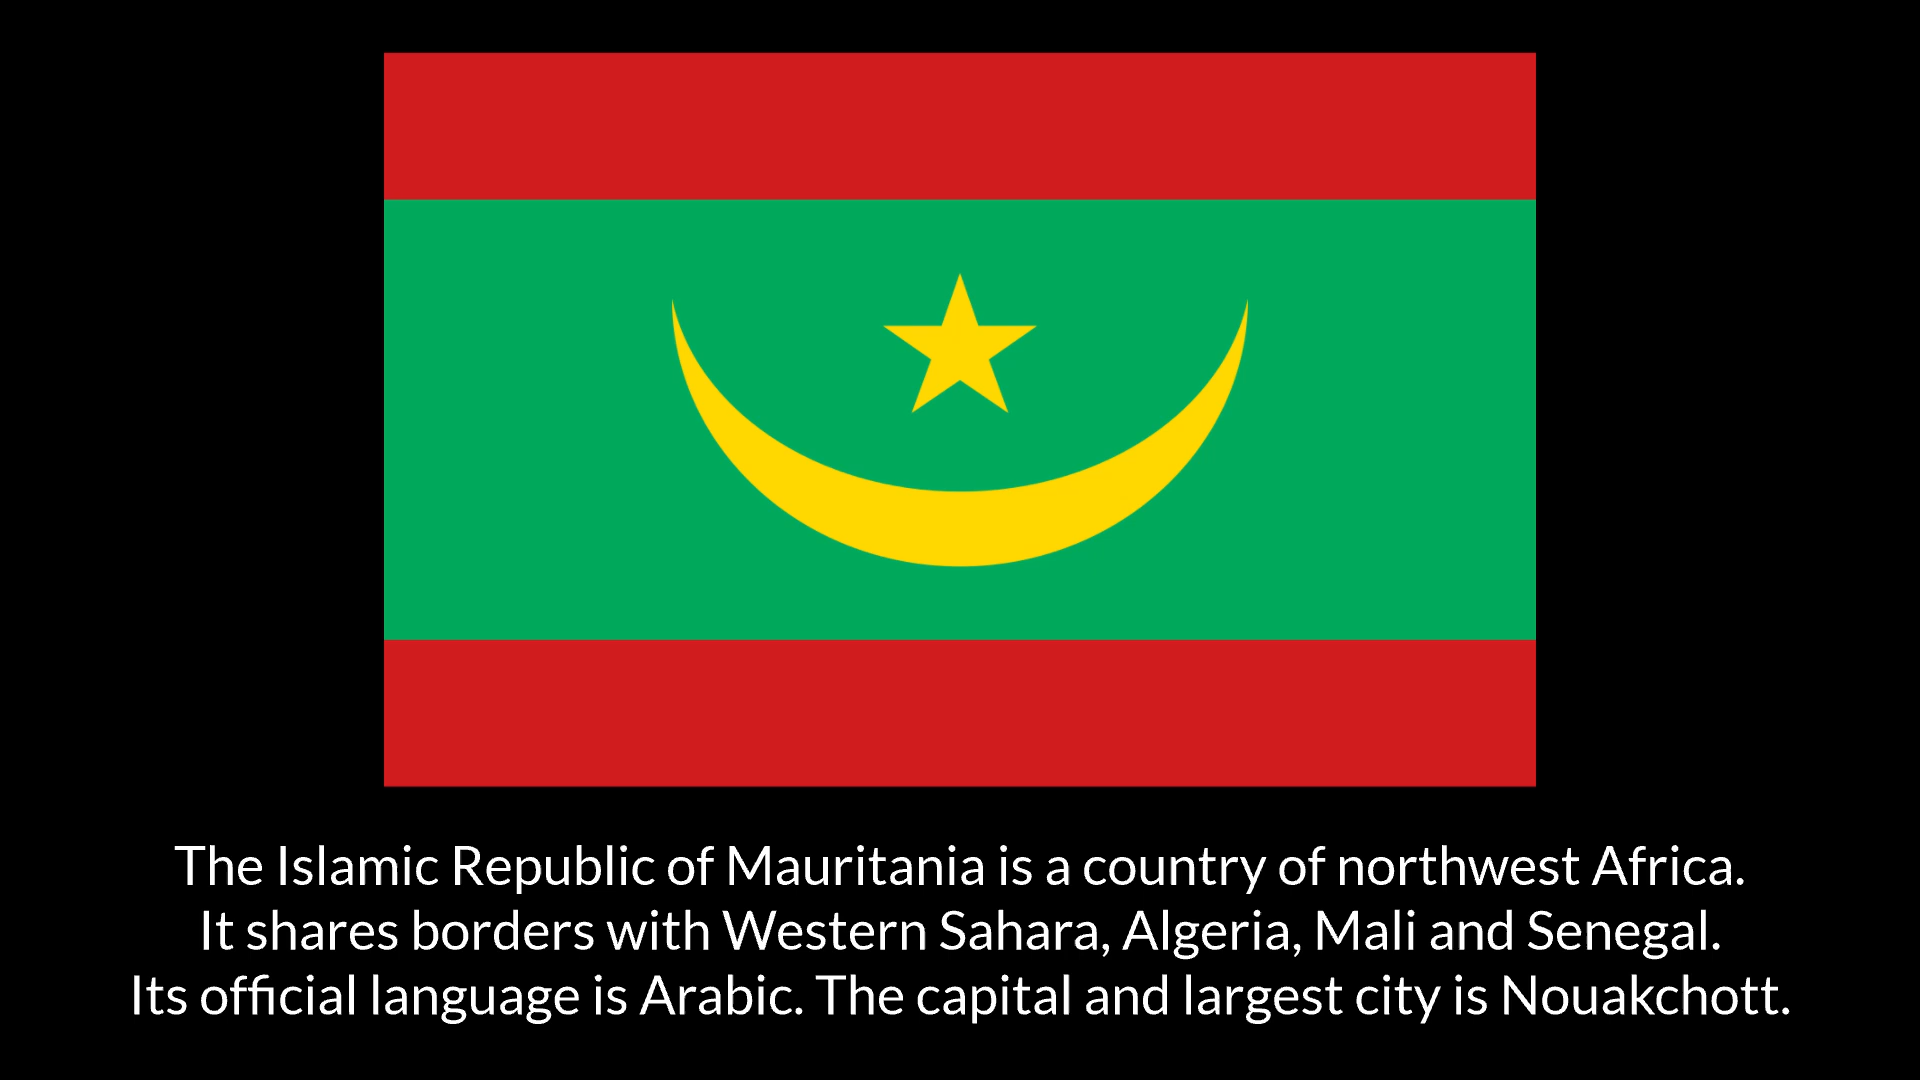 The Islamic Republic of Mauritania is a country of northwest Africa.
It shares borders with Western Sahara, Algeria, Mali and Senegal.
Its official language is Arabic. The capital and largest city is Nouakchott.